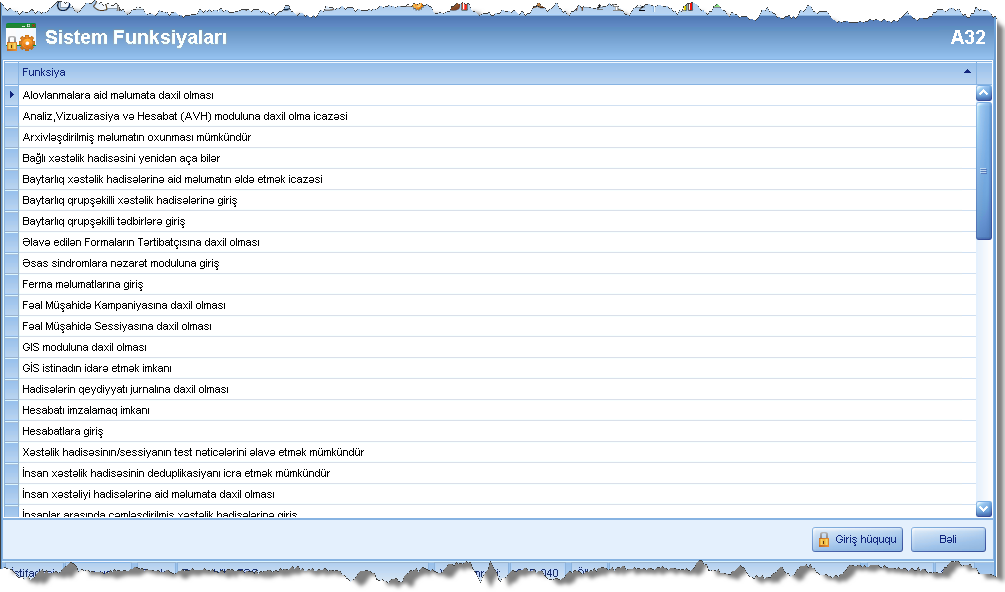 Sistem Funksiyaları
A32
Funksiya
Alovlanmalara aid məlumata daxil olması
Analiz,Vizualizasiya və Hesabat (AVH) moduluna daxil olma icazəsi
Arxivləşdirilmiş məlumatın oxunması mümkündür
Bağlı xəstəlik hadisəsini yenidən aça bilər
Baytarlıq xəstəlik hadisələrinə aid məlumatın əldə etmək icazəsi
Baytarlıq qrupşəkilli xəstəlik hadisələrinə giriş
Baytarlıq qrupşəkilli tədbirlərə giriş
Əlavə edilən Formaların Tərtibatçısına daxil olması
Əsas sindromlara nəzarət moduluna giriş
Ferma məlumatlarına giriş
Fəal Müşahidə Kampaniyasına daxil olması
Fəal Müşahidə Sessiyasına daxil olması
GIS moduluna daxil olması
GİS istinadın idarə etmək imkanı
Hadisələrin qeydiyyatı jurnalına daxil olması
Hesabatı imzalamaq imkanı
Hesabatlara giriş
Xəstəlik hadisəsinın/sessiyanın test nəticələrini əlavə etmək mümkündür
İnsan xəstəlik hadisəsinin deduplikasiyanı icra etmək mümkündür
İnsan xəstəliyi hadisələrinə aid məlumata daxil olması
İnsanlar arasında cəmləşdirilmiş xəstəlik hadisələrinə giriş
Giriş hüququ
Bəli